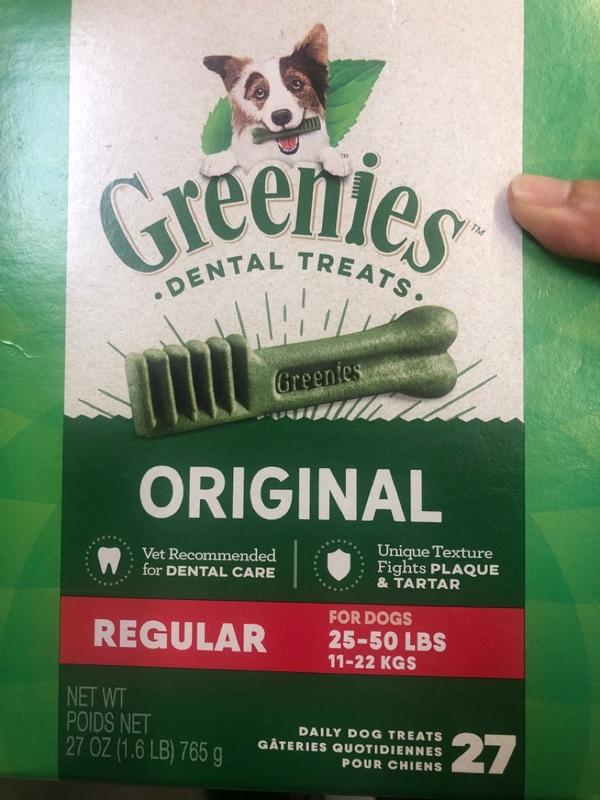 Greenies™
·DENTAL TREATS·
Greenies
ORIGINAL
Vet Recommended
for DENTAL CARE
Unique Texture
Fights PLAQUE
& TARTAR
REGULAR
FOR DOGS
25-50 LBS
11-22 KGS
NET WT
POIDS NET
27 OZ (1.6 LB) 765 g
DAILY DOG TREATS
GÂTERIES QUOTIDIENNES
POUR CHIENS
27